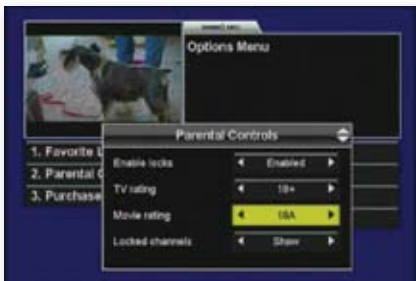 Options Menu
Parental Controls
1. Favorite L
2. Parental C
3. Purchase
Enable locks Enabled
TV rating 18+
Movie rating 18A
Locked channels Show